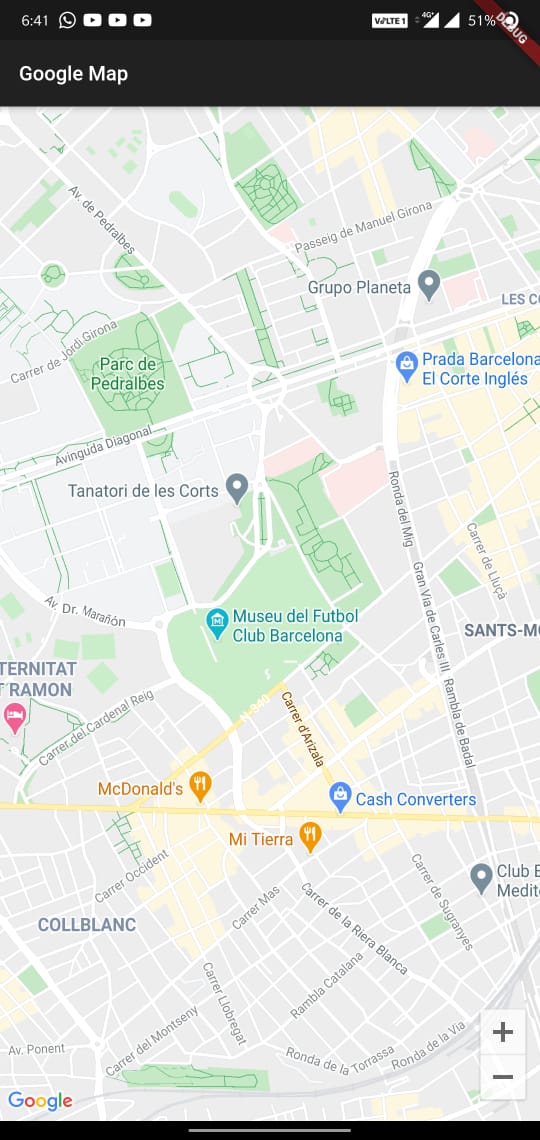 6:41
VoLTE 1
4G+
51%
DEBUG
Google Map
Av. de Pedralbes
Passeig de Manuel Girona
Grupo Planeta
LES CO
Carrer de Jordi Girona
Parc de
Pedralbes
Prada Barcelona
El Corte Inglés
Avinguda Diagonal
Tanatori de les Corts
Ronda del Mig
Carrer de Lluçà
Gran Via de Carles III
Av. Dr. Marañón
Museu del Futbol
Club Barcelona
SANTS-MO
TERNITAT
T RAMON
Carrer del Cardenal Reig
N-340
Carrer d'Arizala
Rambla de Badal
McDonald's
Cash Converters
Mi Tierra
Carrer Occident
Carrer Mas
Carrer de la Riera Blanca
Carrer de Sugranyes
Club E
Medite
COLLBLANC
Carrer Llobregat
Rambla Catalana
Carrer del Montseny
Av. Ponent
Ronda de la Torrassa
Ronda de la Via
+
−
Google